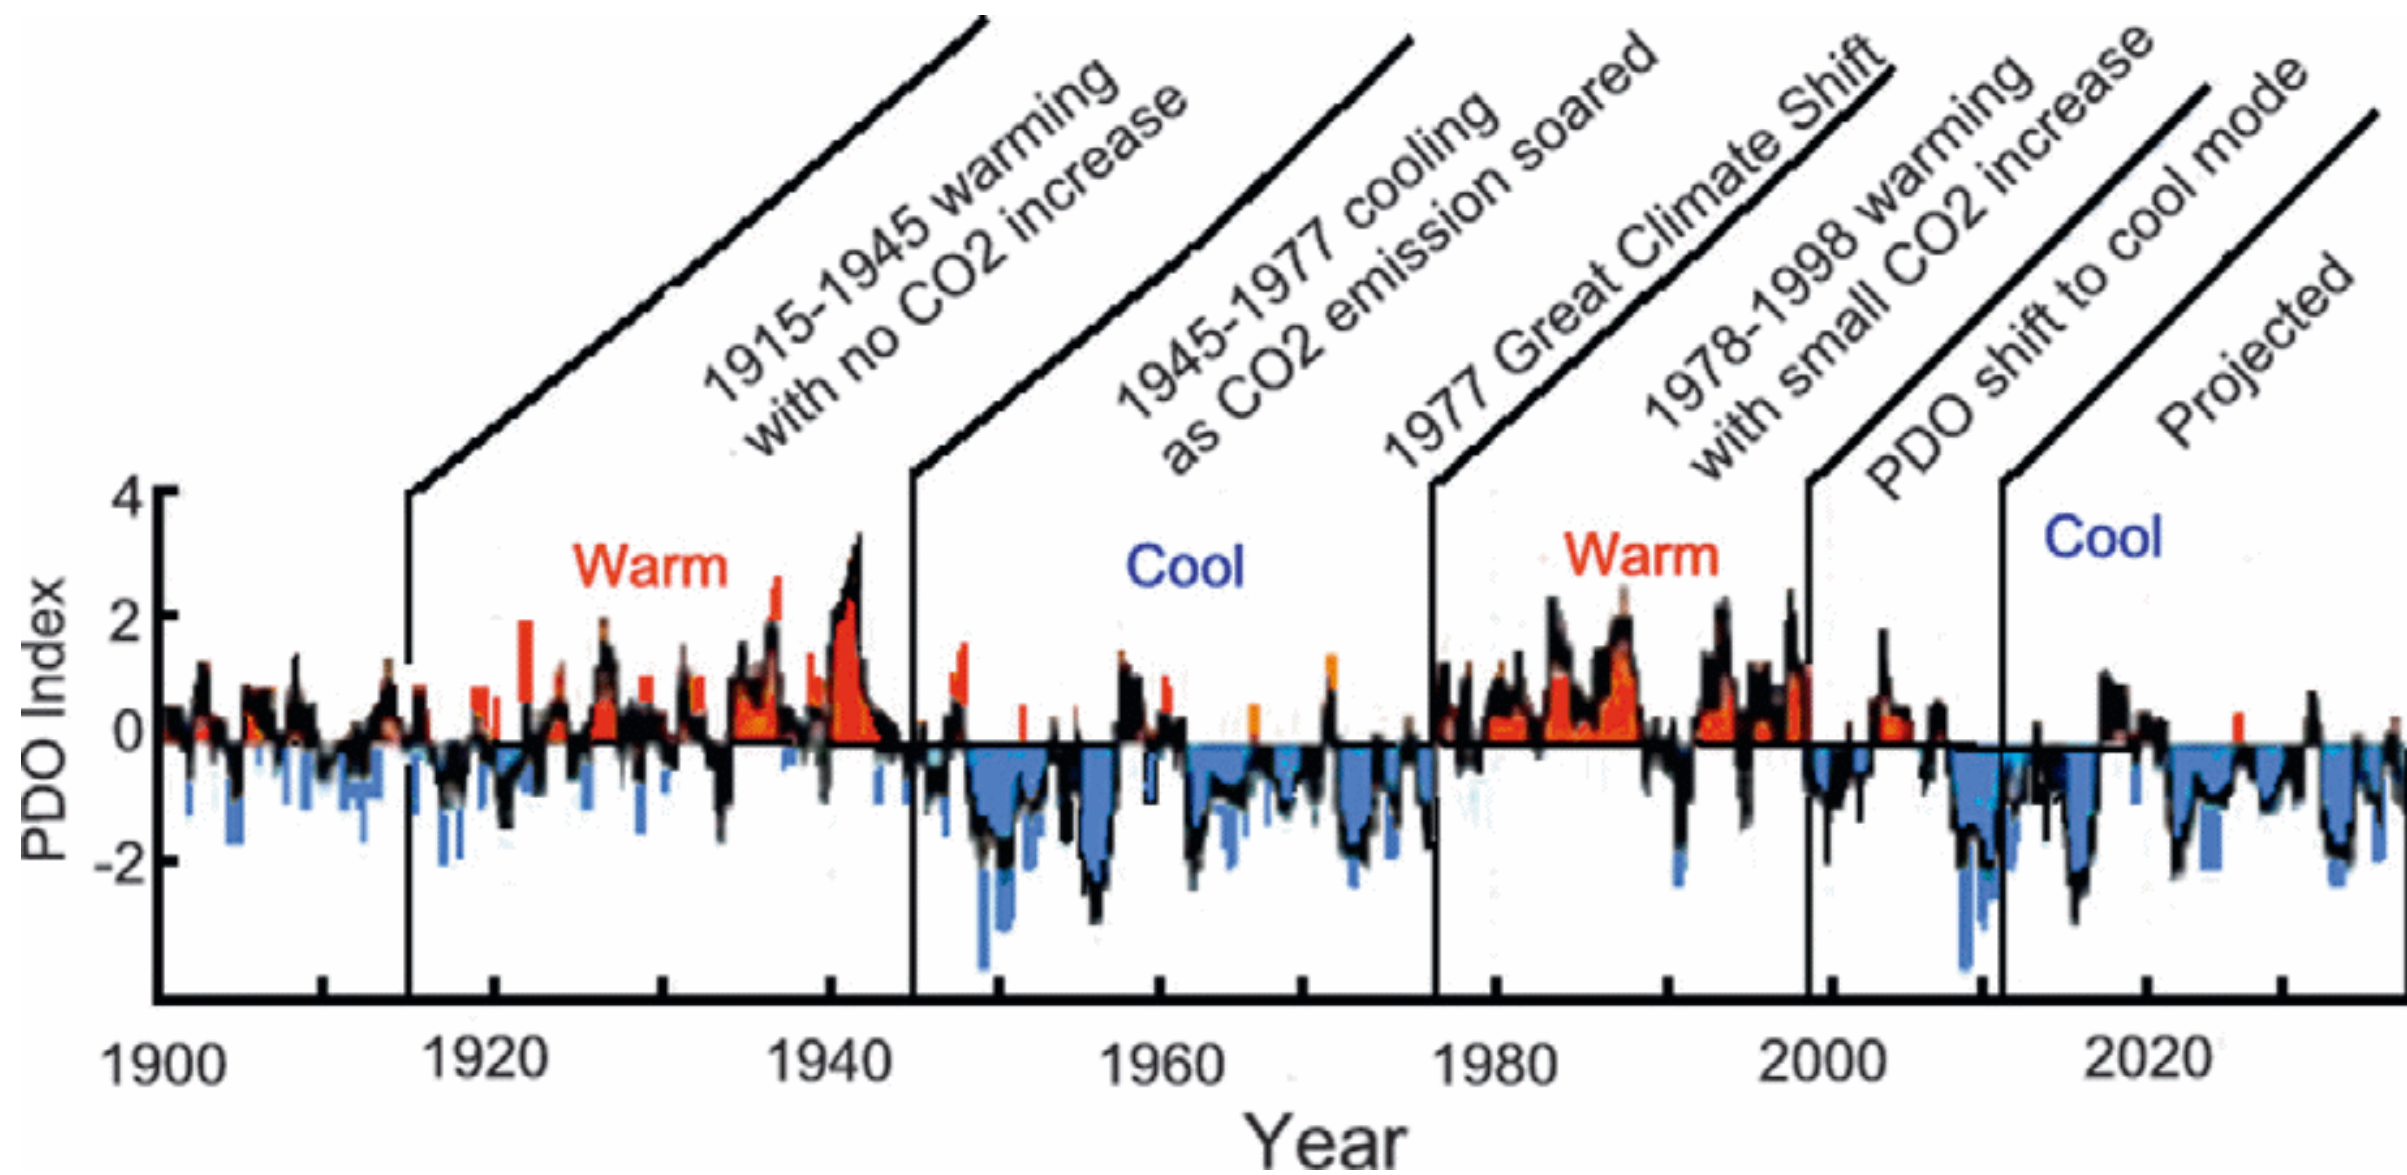 1915-1945 warming
with no CO2 increase
1945-1977 cooling
as CO2 emission soared
1977 Great Climate Shift
1978-1998 warming
with small CO2 increase
PDO shift to cool mode
Projected
Warm
Cool
Warm
Cool
PDO Index
4
2
0
-2
1900
1920
1940
1960
1980
2000
2020
Year